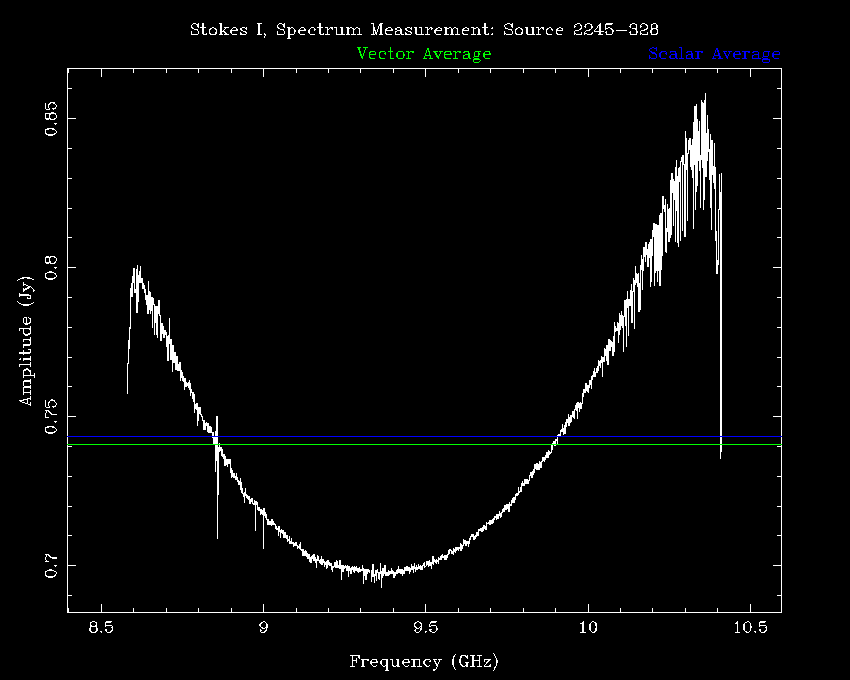 Stokes I, Spectrum Measurement: Source 2245−328
Vector Average Scalar Average
0.85
0.8
0.75
0.7
Amplitude (Jy)
8.5 9 9.5 10 10.5
Frequency (GHz)